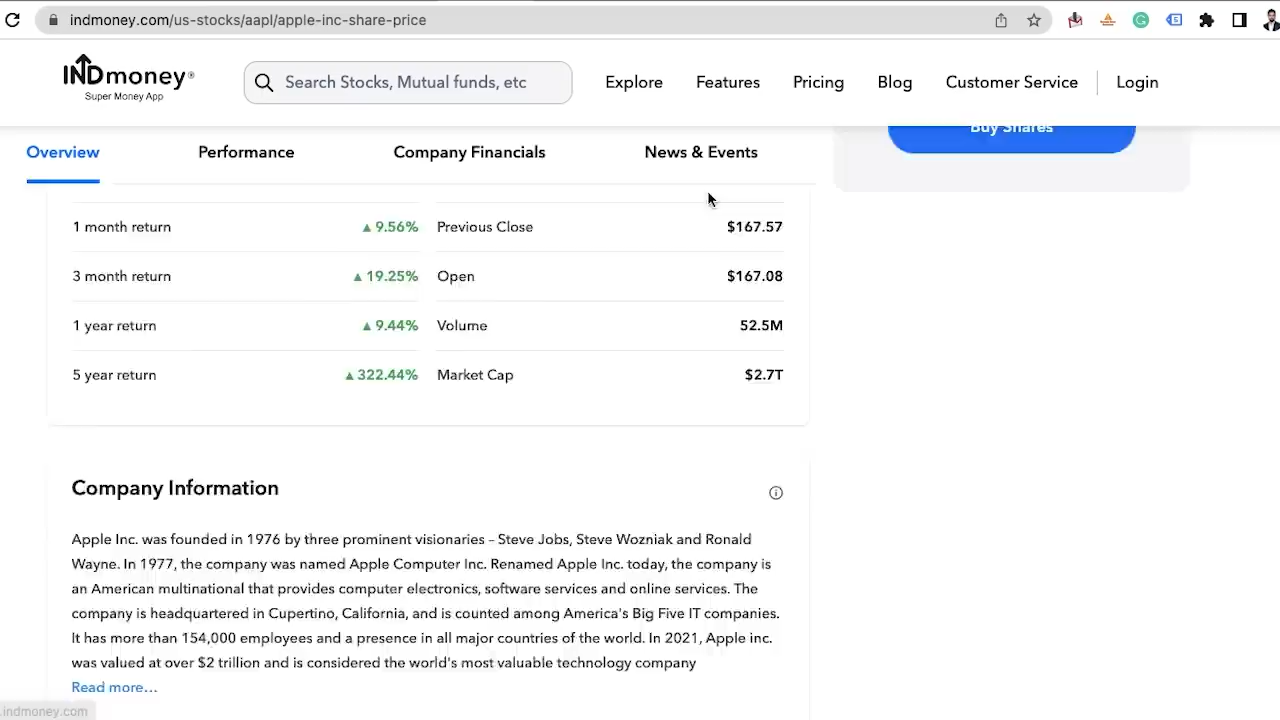 indmoney.com/us-stocks/aapl/apple-inc-share-price
INDmoney®
Super Money App
Search Stocks, Mutual funds, etc
Explore
Features
Pricing
Blog
Customer Service
Login
Buy Shares
Overview
Performance
Company Financials
News & Events
1 month return ▲ 9.56% Previous Close $167.57
3 month return ▲ 19.25% Open $167.08
1 year return ▲ 9.44% Volume 52.5M
5 year return ▲ 322.44% Market Cap $2.7T
Company Information
Apple Inc. was founded in 1976 by three prominent visionaries – Steve Jobs, Steve Wozniak and Ronald
Wayne. In 1977, the company was named Apple Computer Inc. Renamed Apple Inc. today, the company is
an American multinational that provides computer electronics, software services and online services. The
company is headquartered in Cupertino, California, and is counted among America's Big Five IT companies.
It has more than 154,000 employees and a presence in all major countries of the world. In 2021, Apple inc.
was valued at over $2 trillion and is considered the world's most valuable technology company
Read more...
.indmoney.com